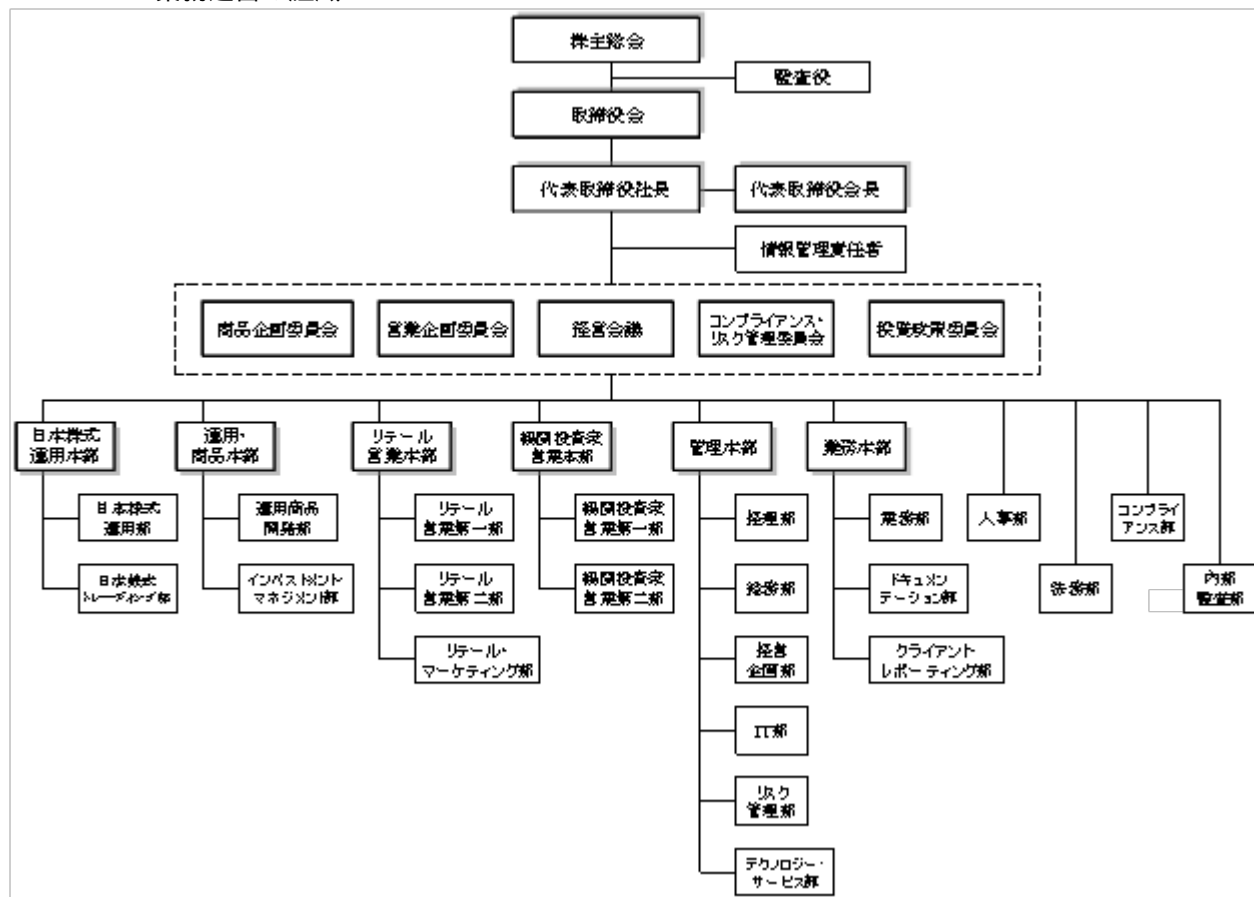 株主総会
監査役
取締役会
代表取締役社長
代表取締役会長
情報管理責任者
商品企画委員会
営業企画委員会
経営会議
コンプライアンス・
リスク管理委員会
投資政策委員会
日本株式
運用本部
運用・
商品本部
リテール
営業本部
機関投資家
営業本部
管理本部
業務本部
日本株式
運用部
運用商品
開発部
リテール
営業第一部
機関投資家
営業第一部
経理部
業務部
人事部
コンプライ
アンス部
日本株式
トレーディング部
インベストメント
マネジメント部
リテール
営業第二部
機関投資家
営業第二部
総務部
ドキュメン
テーション部
法務部
内部
監査部
リテール・
マーケティング部
経営
企画部
クライアント
レポーティング部
IT部
リスク
管理部
テクノロジー・
サービス部